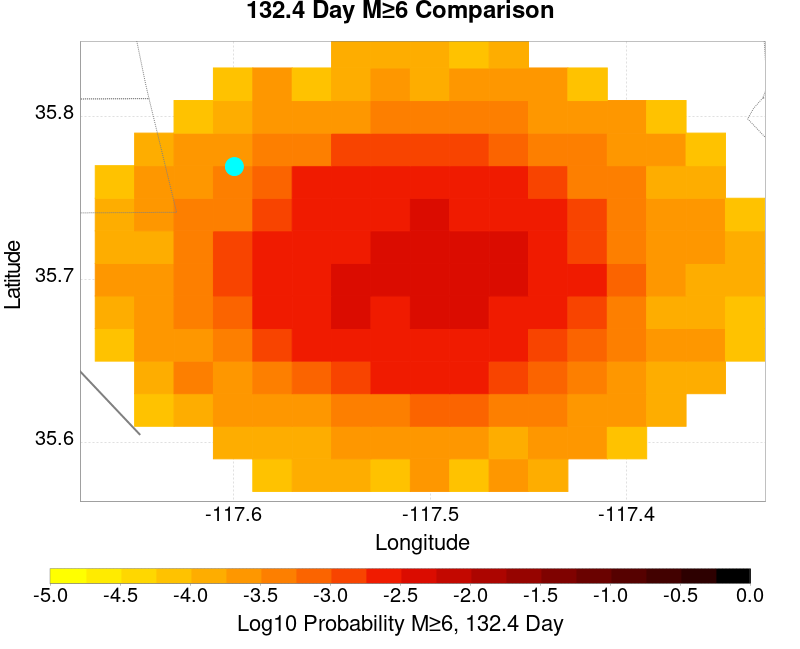 132.4 Day M≥6 Comparison
35.8
35.7
35.6
Latitude
-117.6 -117.5 -117.4
Longitude
-5.0 -4.5 -4.0 -3.5 -3.0 -2.5 -2.0 -1.5 -1.0 -0.5 0.0
Log10 Probability M≥6, 132.4 Day